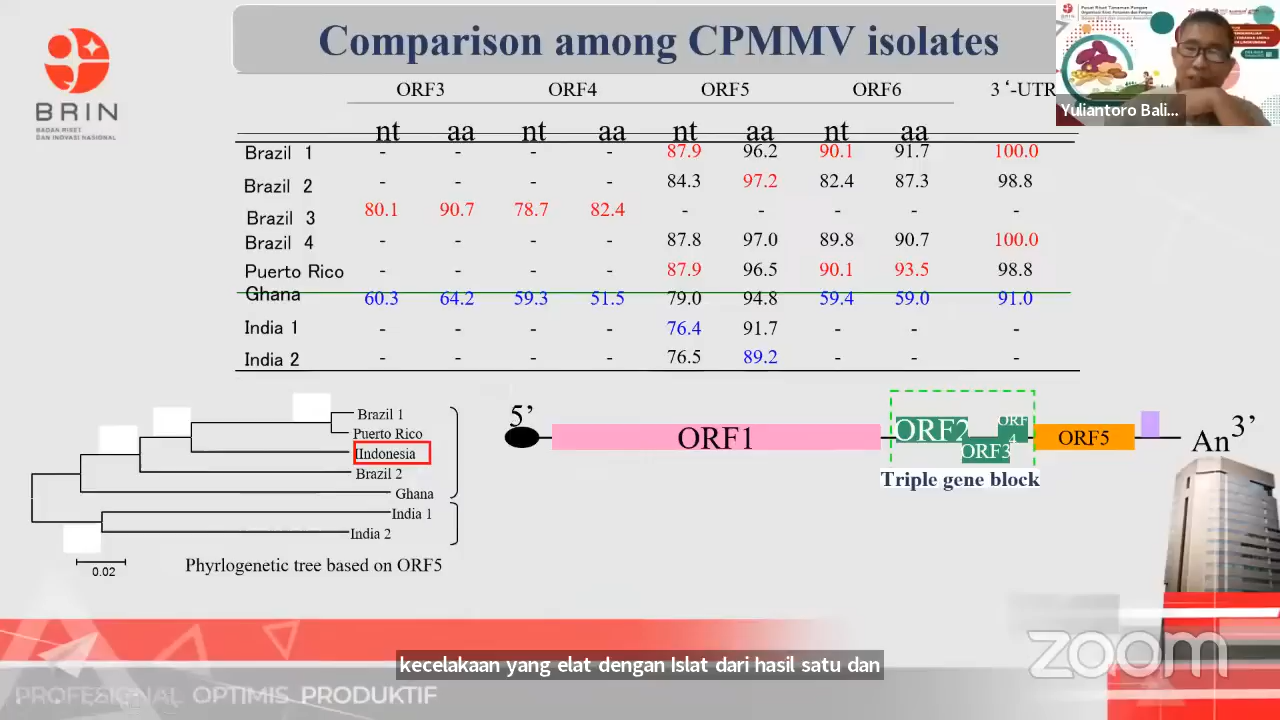 Comparison among CPMMV isolates
BRIN
BADAN RISET
DAN INOVASI NASIONAL
Yuliantoro Bali...
ORF3 ORF4 ORF5 ORF6 3‘-UTR
nt aa nt aa nt aa nt aa
Brazil 1 - - - - 87.9 96.2 90.1 91.7 100.0
Brazil 2 - - - - 84.3 97.2 82.4 87.3 98.8
Brazil 3 80.1 90.7 78.7 82.4 - - - - -
Brazil 4 - - - - 87.8 97.0 89.8 90.7 100.0
Puerto Rico - - - - 87.9 96.5 90.1 93.5 98.8
Ghana 60.3 64.2 59.3 51.5 79.0 94.8 59.4 59.0 91.0
India 1 - - - - 76.4 91.7 - - -
India 2 - - - - 76.5 89.2 - - -
Brazil 1
Puerto Rico
IIndonesia
Brazil 2
Ghana
India 1
India 2
0.02
Phyrlogenetic tree based on ORF5
5’ ORF1 ORF2 ORF3 ORF4 ORF5 An3’
Triple gene block
zoom
kecelakaan yang elat dengan Islat dari hasil satu dan
PROFESIONAL OPTIMIS PRODUKTIF